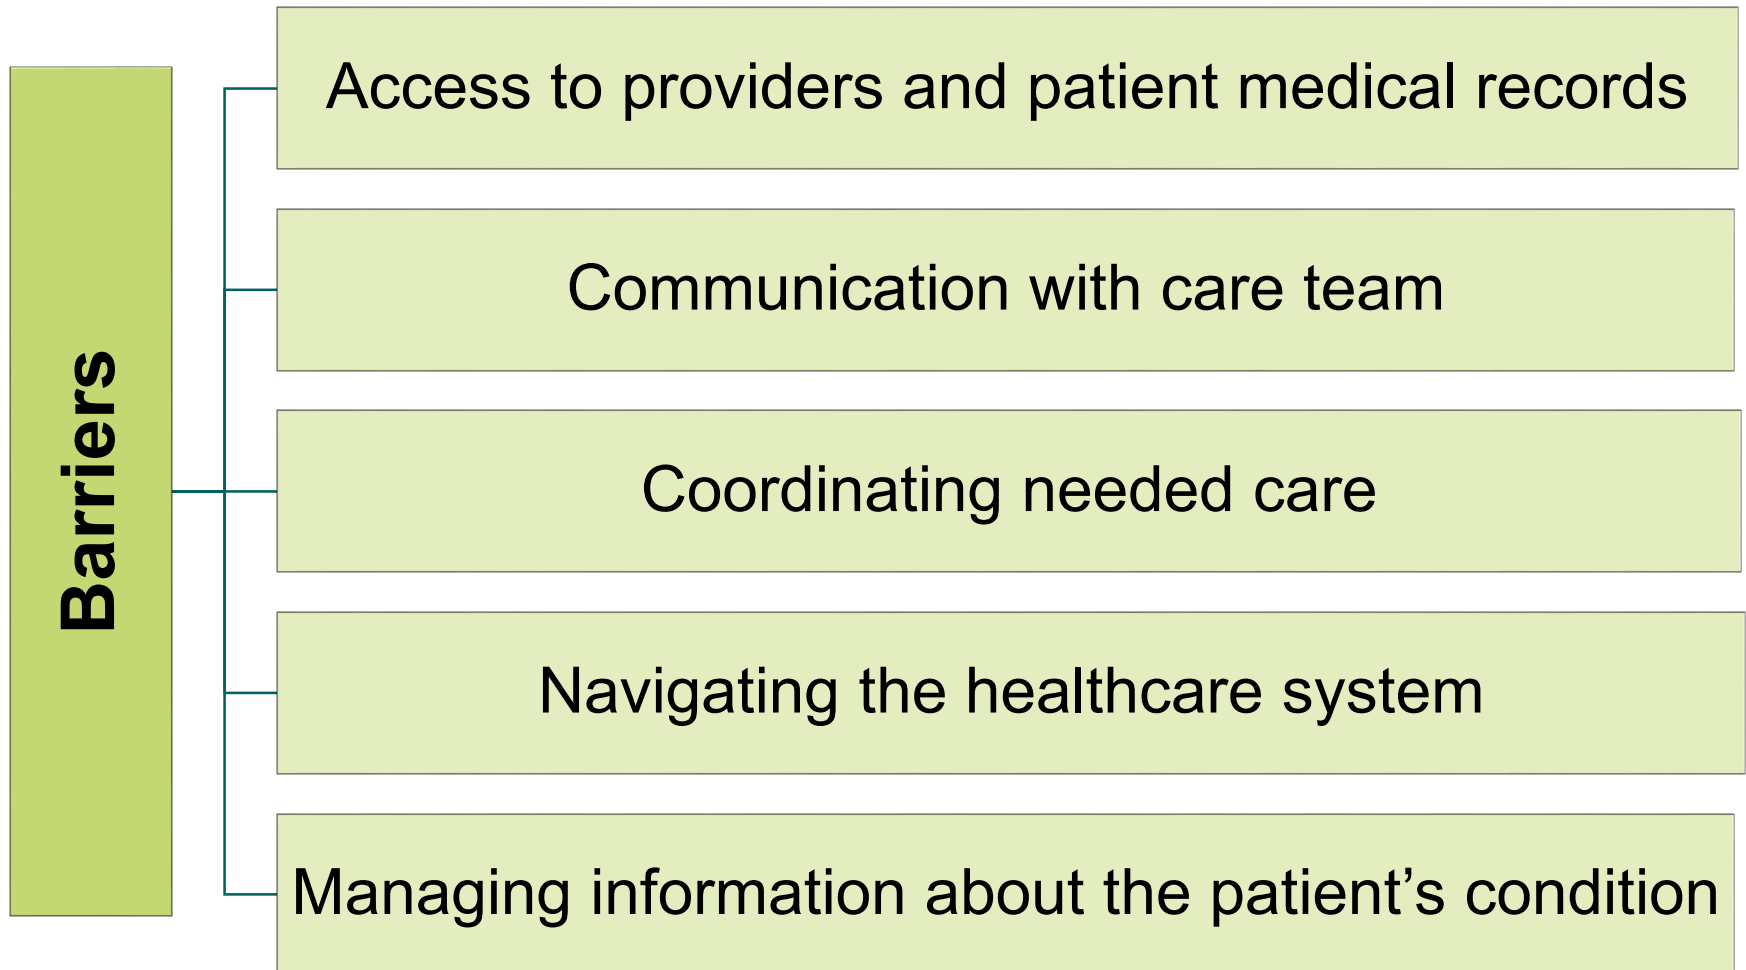 Barriers
Access to providers and patient medical records
Communication with care team
Coordinating needed care
Navigating the healthcare system
Managing information about the patient’s condition